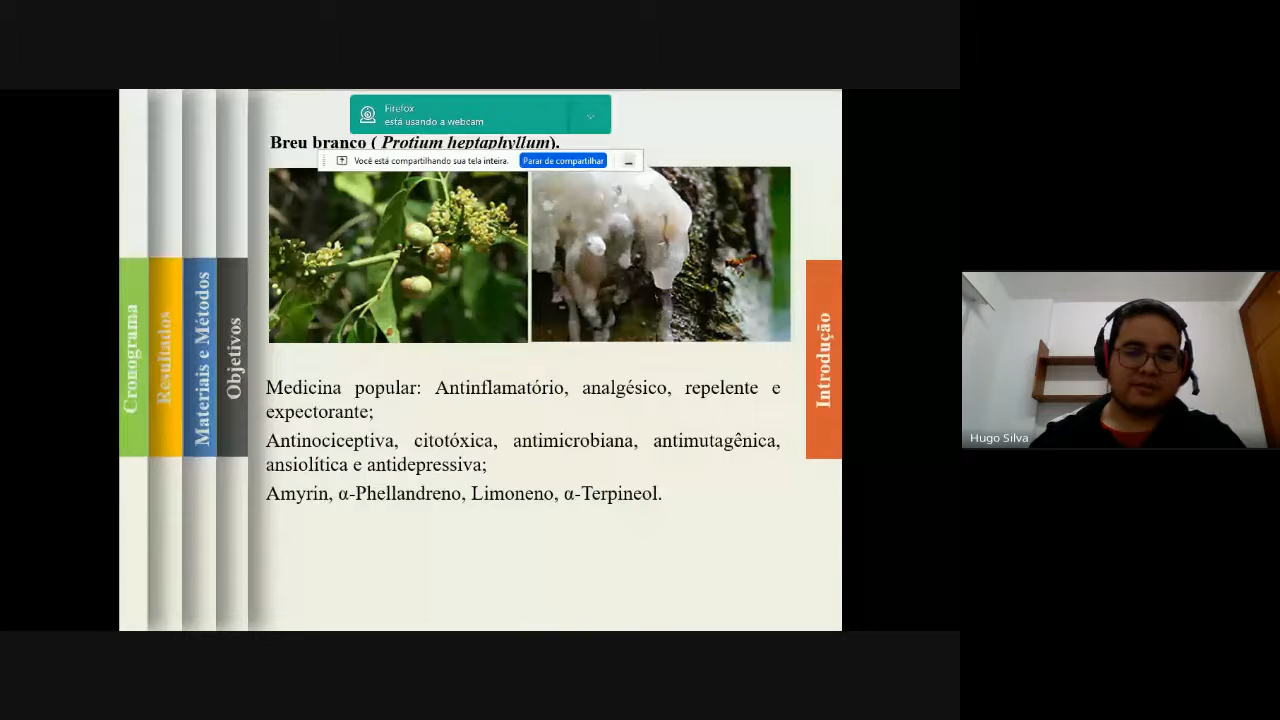 Firefox
está usando a webcam
Breu branco ( Protium heptaphyllum).
Você está compartilhando sua tela inteira. Parar de compartilhar
Cronograma
Resultados
Materiais e Métodos
Objetivos
Introdução
Medicina popular: Antinflamatório, analgésico, repelente e
expectorante;
Antinociceptiva, citotóxica, antimicrobiana, antimutagênica,
ansiolítica e antidepressiva;
Amyrin, α-Phellandreno, Limoneno, α-Terpineol.
Hugo Silva